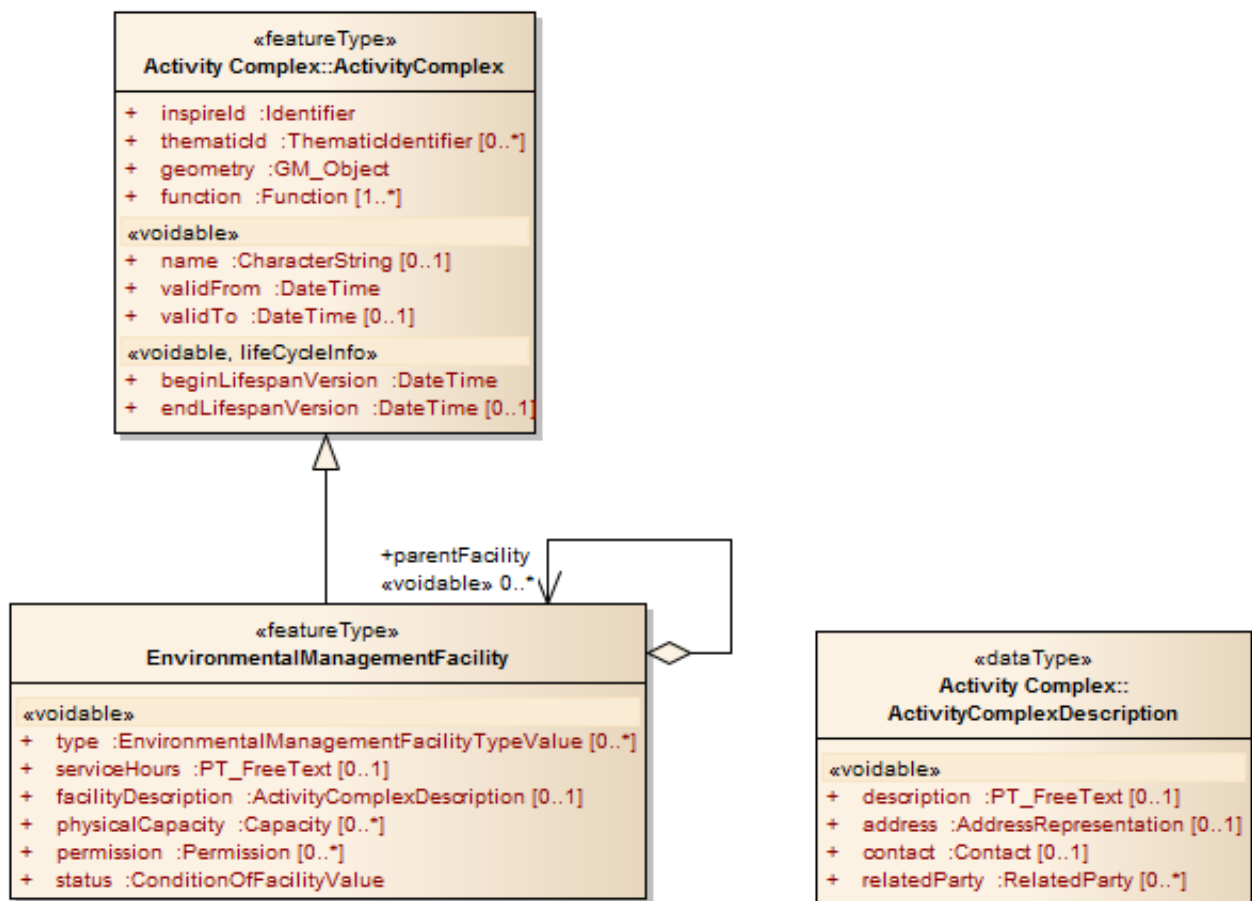 «featureType»
Activity Complex::ActivityComplex
+ inspireId :Identifier
+ thematicId :ThematicIdentifier [0..*]
+ geometry :GM_Object
+ function :Function [1..*]
«voidable»
+ name :CharacterString [0..1]
+ validFrom :DateTime
+ validTo :DateTime [0..1]
«voidable, lifeCycleInfo»
+ beginLifespanVersion :DateTime
+ endLifespanVersion :DateTime [0..1]
+parentFacility
«voidable» 0..*
«featureType»
EnvironmentalManagementFacility
«voidable»
+ type :EnvironmentalManagementFacilityTypeValue [0..*]
+ serviceHours :PT_FreeText [0..1]
+ facilityDescription :ActivityComplexDescription [0..1]
+ physicalCapacity :Capacity [0..*]
+ permission :Permission [0..*]
+ status :ConditionOfFacilityValue
«dataType»
Activity Complex::
ActivityComplexDescription
«voidable»
+ description :PT_FreeText [0..1]
+ address :AddressRepresentation [0..1]
+ contact :Contact [0..1]
+ relatedParty :RelatedParty [0..*]